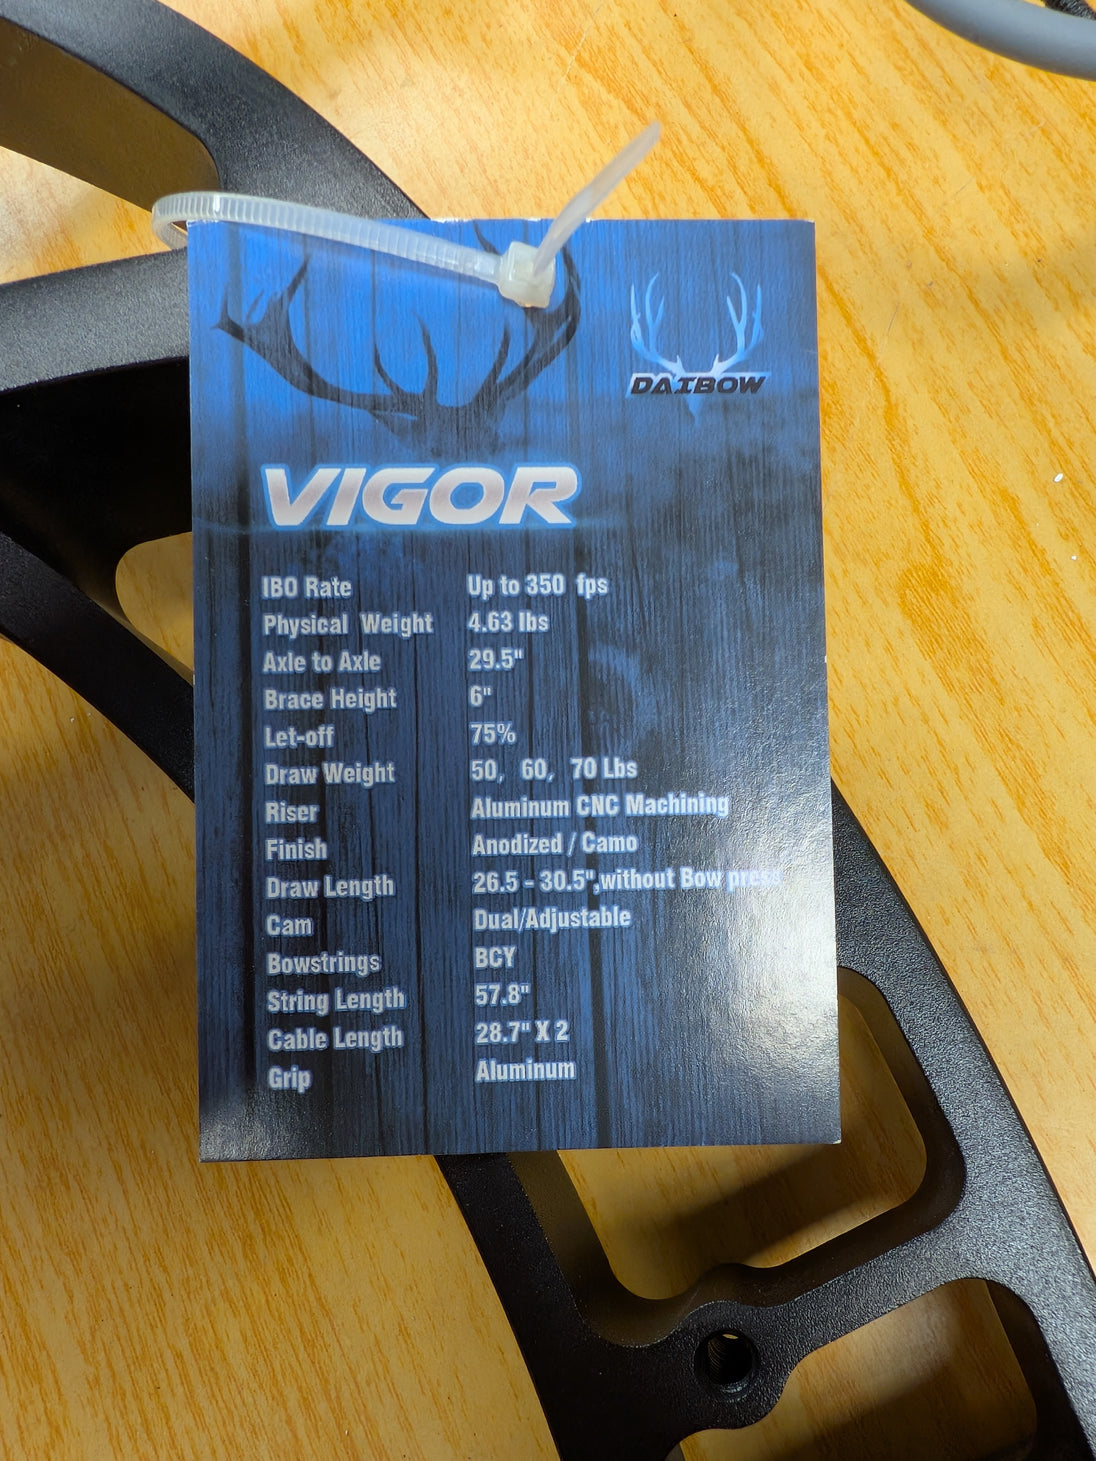 DAIBOW
VIGOR
IBO Rate Up to 350 fps
Physical Weight 4.63 lbs
Axle to Axle 29.5"
Brace Height 6"
Let-off 75%
Draw Weight 50, 60, 70 Lbs
Riser Aluminum CNC Machining
Finish Anodized / Camo
Draw Length 26.5 - 30.5",without Bow press
Cam Dual/Adjustable
Bowstrings BCY
String Length 57.8"
Cable Length 28.7" X 2
Grip Aluminum